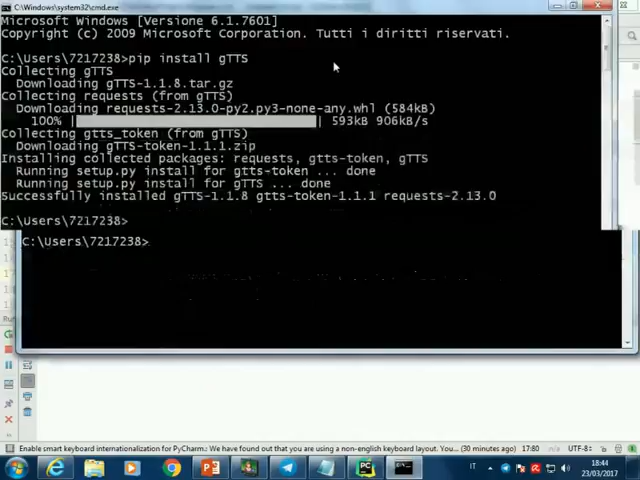 C:\Windows\system32\cmd.exe
Microsoft Windows [Versione 6.1.7601]
Copyright (c) 2009 Microsoft Corporation. Tutti i diritti riservati.
C:\Users\7217238>pip install gTTS
Collecting gTTS
Downloading gTTS-1.1.8.tar.gz
Collecting requests (from gTTS)
Downloading requests-2.13.0-py2.py3-none-any.whl (584kB)
100% | | 593kB 906kB/s
Collecting gtts_token (from gTTS)
Downloading gTTS-token-1.1.1.zip
Installing collected packages: requests, gtts-token, gTTS
Running setup.py install for gtts-token ... done
Running setup.py install for gTTS ... done
Successfully installed gTTS-1.1.8 gtts-token-1.1.1 requests-2.13.0
C:\Users\7217238>
C:\Users\7217238>
Enable smart keyboard internationalization for PyCharm.: We have found out that you are using a non-english keyboard layout. You... (30 minutes ago) 17:80 UTF-8
IT 18:44
23/03/2017